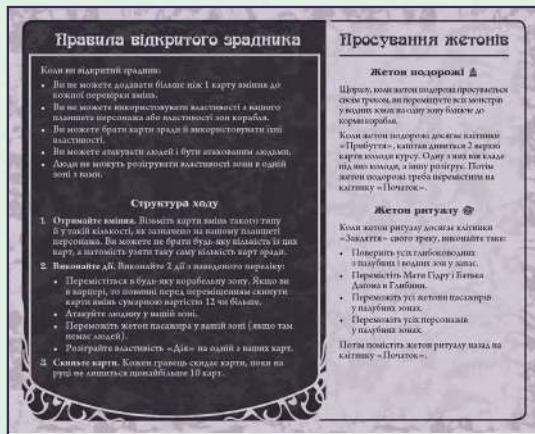 Правила відкритого зрадника
Коли ви відкритий зрадник:
• Ви не можете додавати більше ніж 1 карту вміння до
кожної перевірки вмінь.
• Ви не можете використовувати властивості з вашого
планшета персонажа або властивості зон корабля.
• Ви можете брати карти зради й використовувати їхні
властивості.
• Ви можете атакувати людей і бути атакованим людьми.
• Люди не можуть розігрувати властивості зони в одній
зоні з вами.
Структура ходу
1. Отримайте вміння. Візьміть карти вмінь такого типу
й у такій кількості, як зазначено на вашому планшеті
персонажа. Ви можете не брати будь-яку кількість із цих
карт, а натомість узяти таку саму кількість карт зради.
2. Виконайте дії. Виконайте 2 дії з наведеного переліку:
• Перемістіться в будь-яку корабельну зону. Якщо ви
в карцері, то повинні перед переміщенням скинути
карти вмінь сумарною вартістю 12 чи більше.
• Атакуйте людину у вашій зоні.
• Переможіть жетон пасажира у вашій зоні (якщо там
немає людей).
• Розіграйте властивість «Дія» на одній з ваших карт.
3. Скиньте карти. Кожен гравець скидає карти, поки на
руці не лишиться щонайбільше 10 карт.
Просування жетонів
Жетон подорожі
Щоразу, коли жетон подорожі просувається
своїм треком, ви переміщуєте всіх монстрів
у водних зонах на одну зону ближче до
корми корабля.
Коли жетон подорожі досягає клітинки
«Прибуття», капітан дивиться 2 верхні
карти колоди курсу. Одну з них він кладе
під низ колоди, а іншу розігрує. Потім
жетон подорожі треба перемістити на
клітинку «Початок».
Жетон ритуалу
Коли жетон ритуалу досягає клітинки
«Закляття» свого треку, виконайте таке:
• Поверніть усіх глибоководних
з палубних і водних зон у запас.
• Перемістіть Матір Гідру і Батька
Дагона в Глибини.
• Переможіть усі жетони пасажирів
у палубних зонах.
• Переможіть усіх персонажів
у палубних зонах.
Потім помістіть жетон ритуалу назад на
клітинку «Початок».